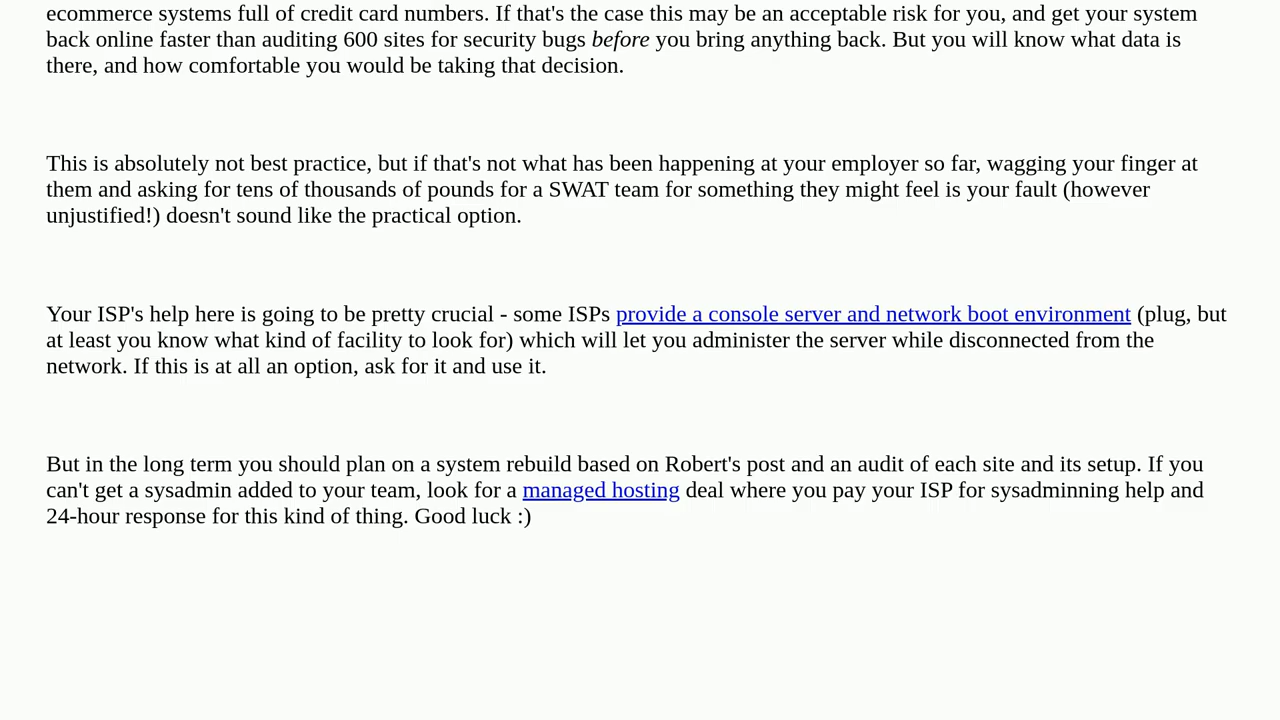 ecommerce systems full of credit card numbers. If that's the case this may be an acceptable risk for you, and get your system
back online faster than auditing 600 sites for security bugs before you bring anything back. But you will know what data is
there, and how comfortable you would be taking that decision.
This is absolutely not best practice, but if that's not what has been happening at your employer so far, wagging your finger at
them and asking for tens of thousands of pounds for a SWAT team for something they might feel is your fault (however
unjustified!) doesn't sound like the practical option.
Your ISP's help here is going to be pretty crucial - some ISPs provide a console server and network boot environment (plug, but
at least you know what kind of facility to look for) which will let you administer the server while disconnected from the
network. If this is at all an option, ask for it and use it.
But in the long term you should plan on a system rebuild based on Robert's post and an audit of each site and its setup. If you
can't get a sysadmin added to your team, look for a managed hosting deal where you pay your ISP for sysadminning help and
24-hour response for this kind of thing. Good luck :)